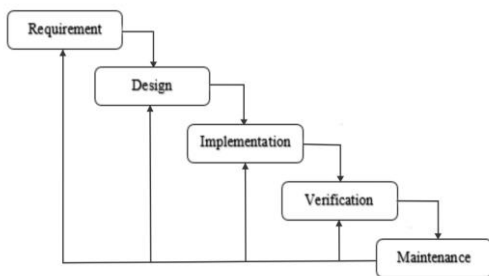 Requirement
Design
Implementation
Verification
Maintenance